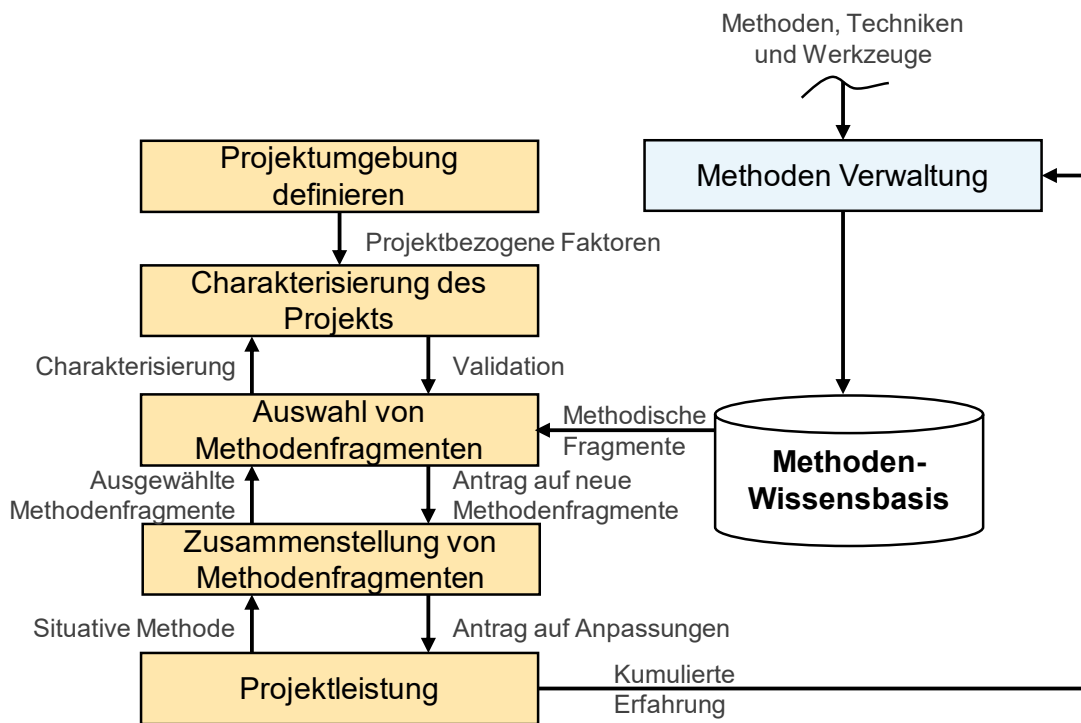 Methoden, Techniken
und Werkzeuge
Projektumgebung
definieren
Methoden Verwaltung
Projektbezogene Faktoren
Charakterisierung des
Projekts
Charakterisierung
Validation
Auswahl von
Methodenfragmenten
Methodische
Fragmente
Methoden-
Wissensbasis
Ausgewählte
Methodenfragmente
Antrag auf neue
Methodenfragmente
Zusammenstellung von
Methodenfragmenten
Situative Methode
Antrag auf Anpassungen
Projektleistung
Kumulierte
Erfahrung